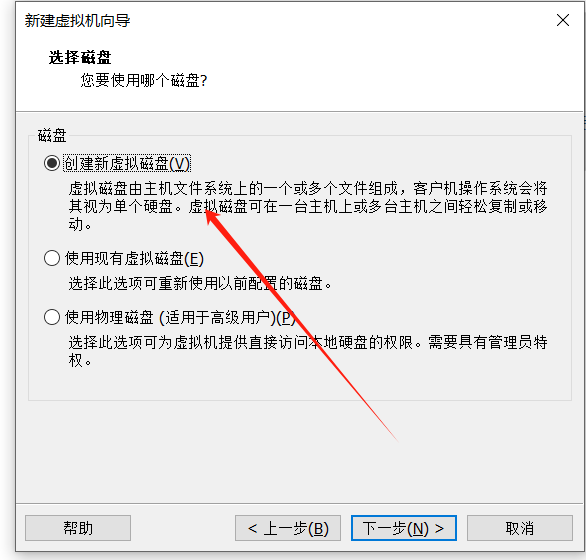 新建虚拟机向导
选择磁盘
您要使用哪个磁盘?
磁盘
创建新虚拟磁盘(V)
虚拟磁盘由主机文件系统上的一个或多个文件组成，客户机操作系统会将
其视为单个硬盘。虚拟磁盘可在一台主机上或多台主机之间轻松复制或移
动。
使用现有虚拟磁盘(E)
选择此选项可重新使用以前配置的磁盘。
使用物理磁盘 (适用于高级用户)(P)
选择此选项可为虚拟机提供直接访问本地硬盘的权限。需要具有管理员特
权。
帮助
< 上一步(B)
下一步(N) >
取消